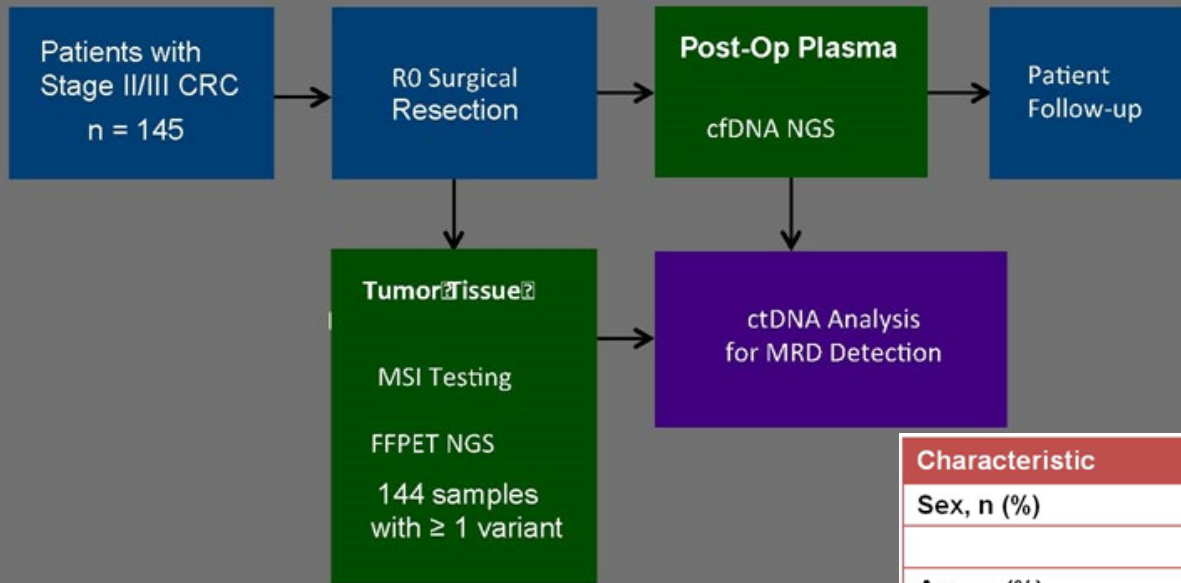 Patients with
Stage II/III CRC
n = 145
R0 Surgical
Resection
Post-Op Plasma
cfDNA NGS
Patient
Follow-up
Tumor Tissue
MSI Testing
FFPET NGS
144 samples
with ≥ 1 variant
ctDNA Analysis
for MRD Detection
Characteristic
Sex, n (%)